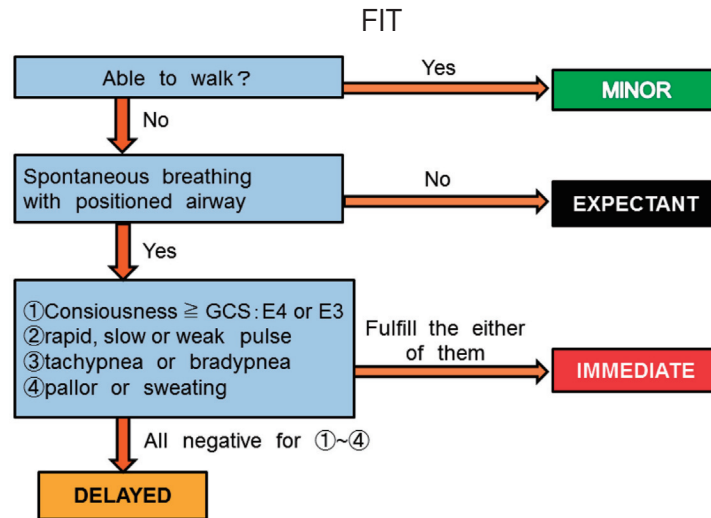 FIT
Able to walk?
Yes
MINOR
No
Spontaneous breathing
with positioned airway
No
EXPECTANT
Yes
①Consiousness ≧ GCS:E4 or E3
②rapid, slow or weak pulse
③tachypnea or bradypnea
④pallor or sweating
Fulfill the either
of them
IMMEDIATE
All negative for ①~④
DELAYED